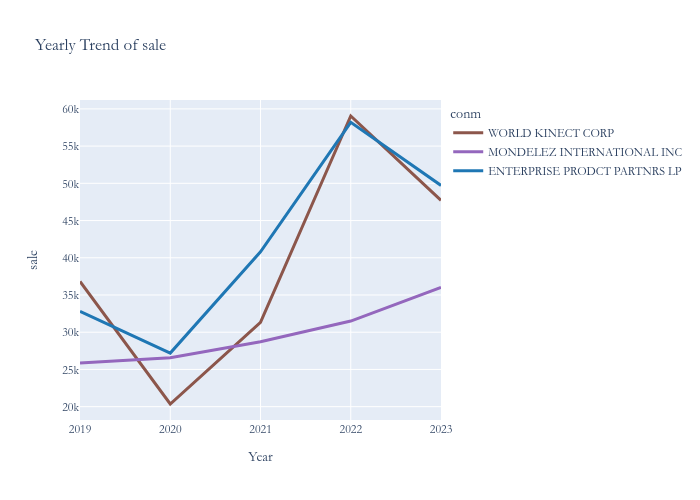 Yearly Trend of sale
conm
WORLD KINECT CORP
MONDELEZ INTERNATIONAL INC
ENTERPRISE PRODCT PARTNRS LP
60k
55k
50k
45k
40k
35k
30k
25k
20k
sale
2019 2020 2021 2022 2023
Year